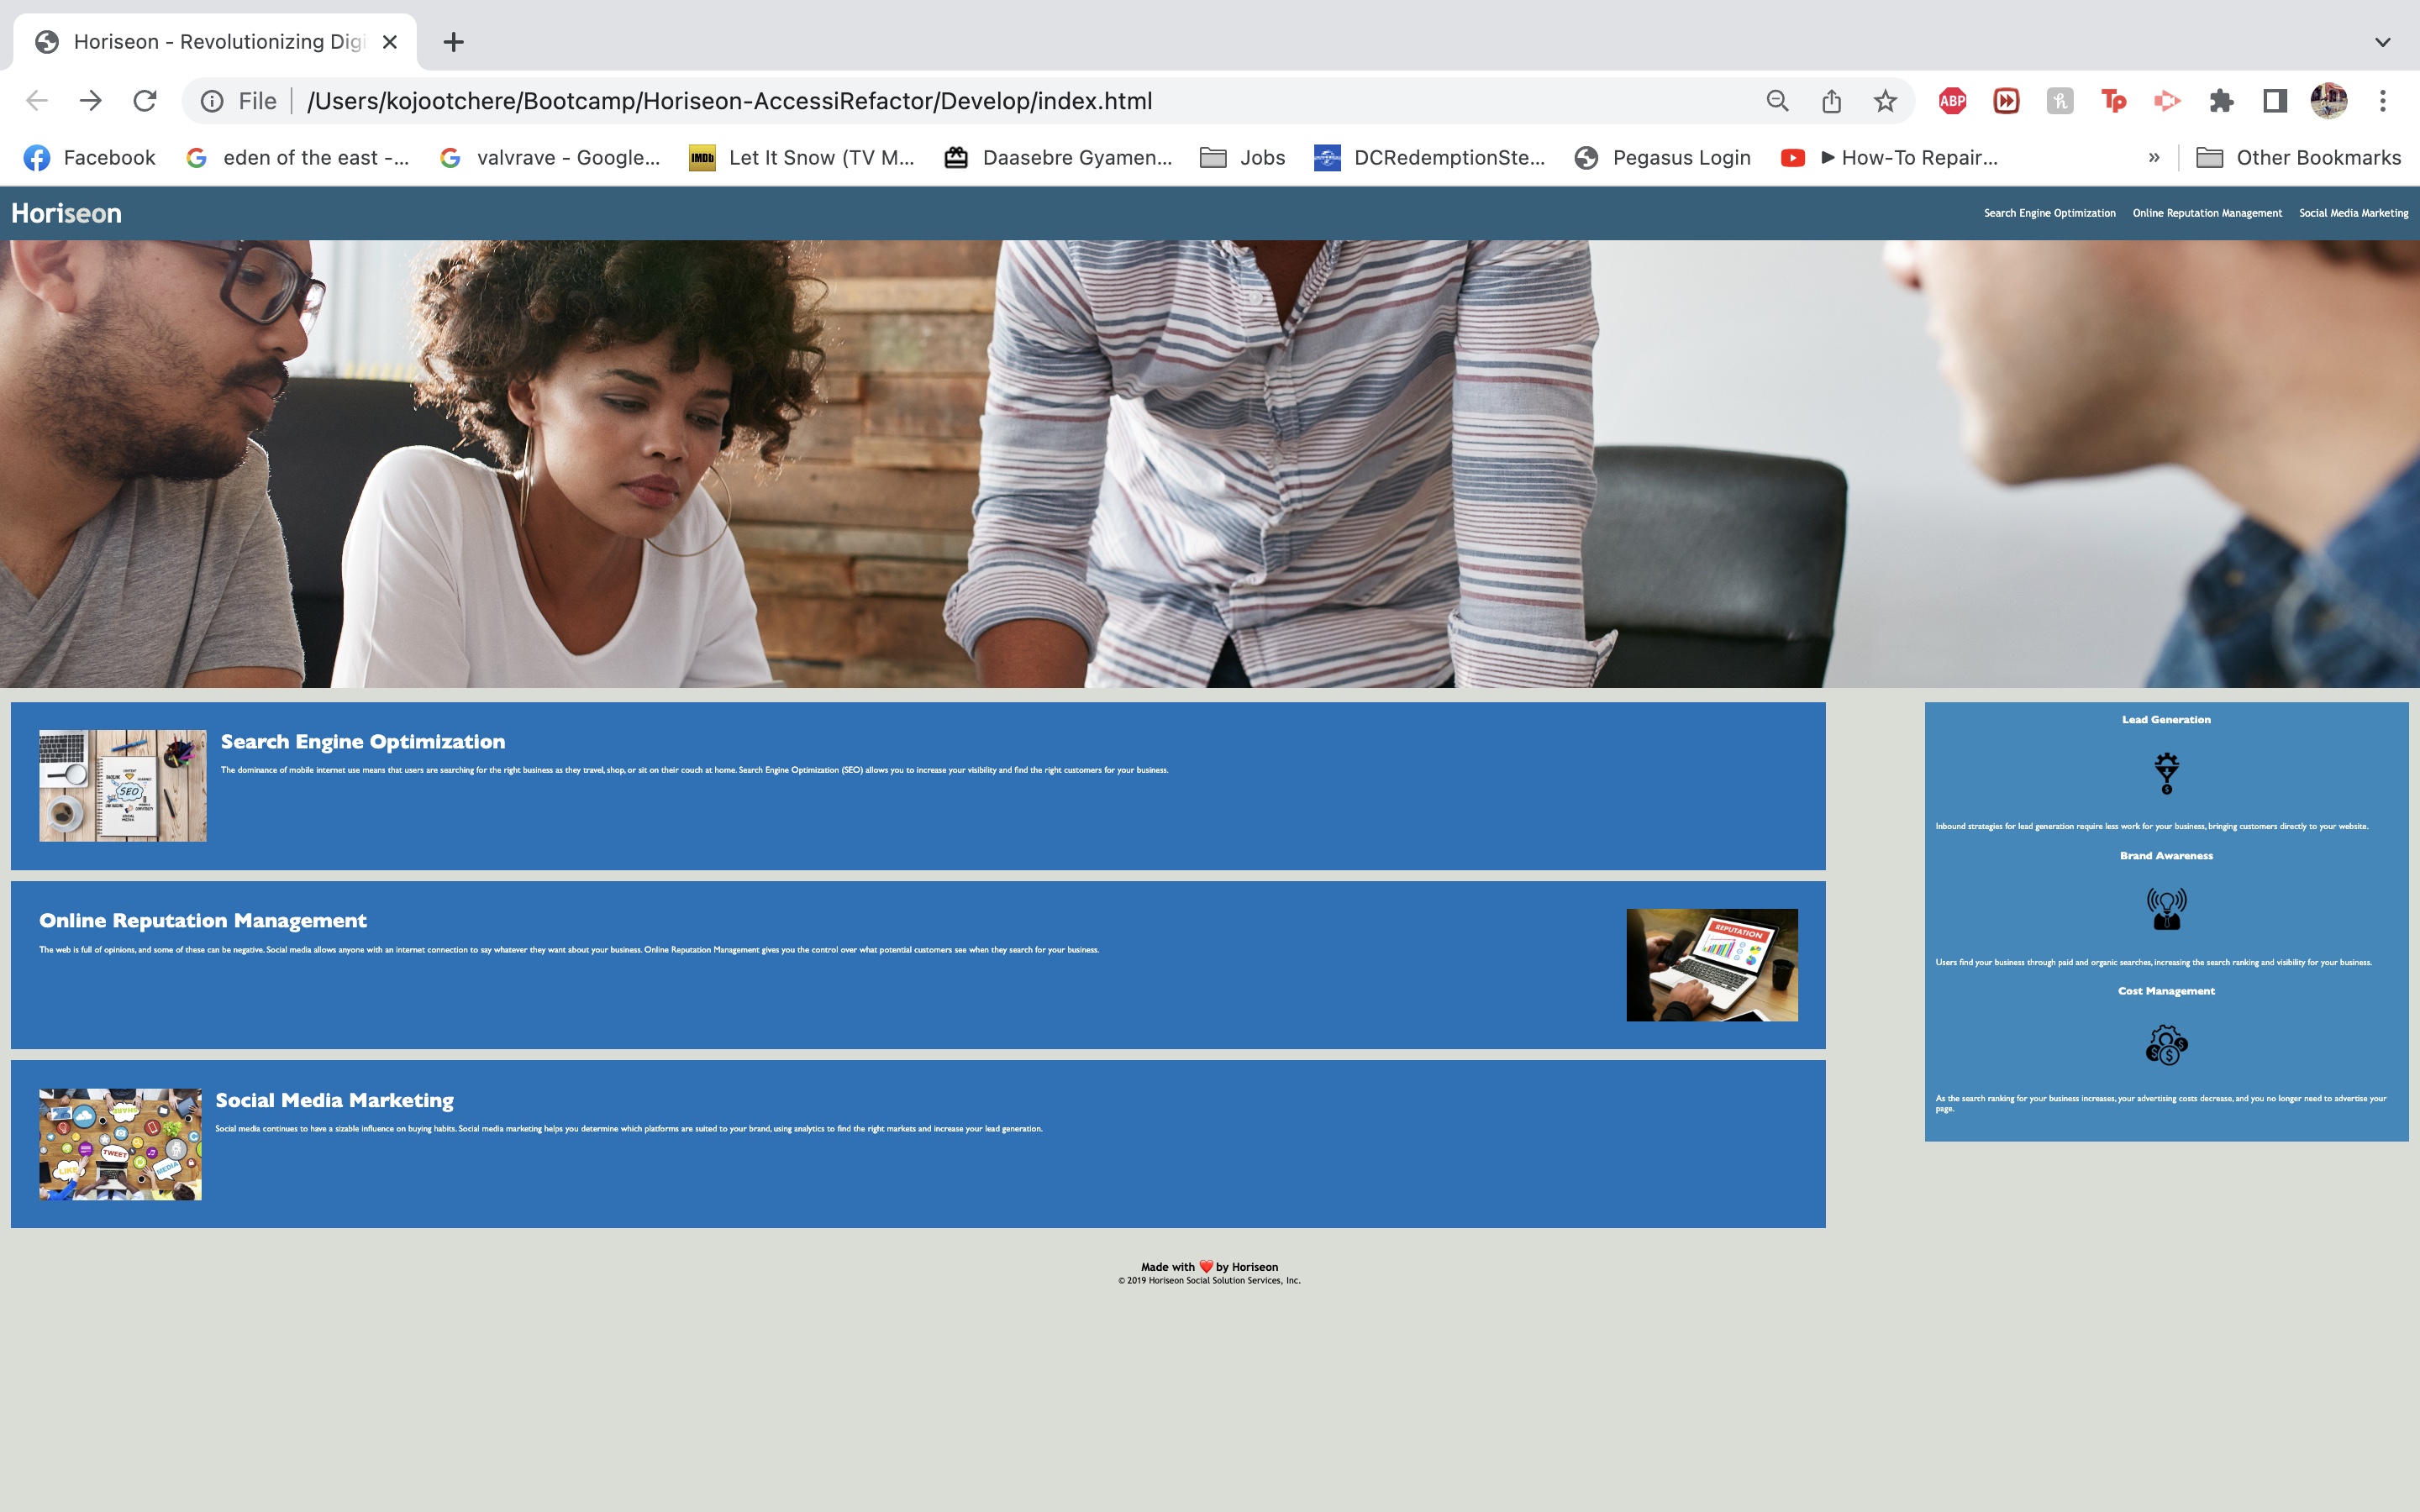 Horiseon - Revolutionizing Digi
File /Users/kojootchere/Bootcamp/Horiseon-AccessiRefactor/Develop/index.html
ABP
Tp
Facebook
eden of the east -...
valvrave - Google...
IMDb
Let It Snow (TV M...
Daasebre Gyamen...
Jobs
DCRedemptionSte...
Pegasus Login
▶ How-To Repair...
»
Other Bookmarks
Horiseon
Search Engine Optimization
Online Reputation Management
Social Media Marketing
SEO
Search Engine Optimization
The dominance of mobile internet use means that users are searching for the right business as they travel, shop, or sit on their couch at home. Search Engine Optimization (SEO) allows you to increase your visibility and find the right customers for your business.
Online Reputation Management
The web is full of opinions, and some of these can be negative. Social media allows anyone with an internet connection to say whatever they want about your business. Online Reputation Management gives you the control over what potential customers see when they search for your business.
REPUTATION
SHARE
TWEET
LIKE
MEDIA
Social Media Marketing
Social media continues to have a sizable influence on buying habits. Social media marketing helps you determine which platforms are suited to your brand, using analytics to find the right markets and increase your lead generation.
Lead Generation
Inbound strategies for lead generation require less work for your business, bringing customers directly to your website.
Brand Awareness
Users find your business through paid and organic searches, increasing the search ranking and visibility for your business.
Cost Management
As the search ranking for your business increases, your advertising costs decrease, and you no longer need to advertise your
page.
Made with ❤️ by Horiseon
© 2019 Horiseon Social Solution Services, Inc.